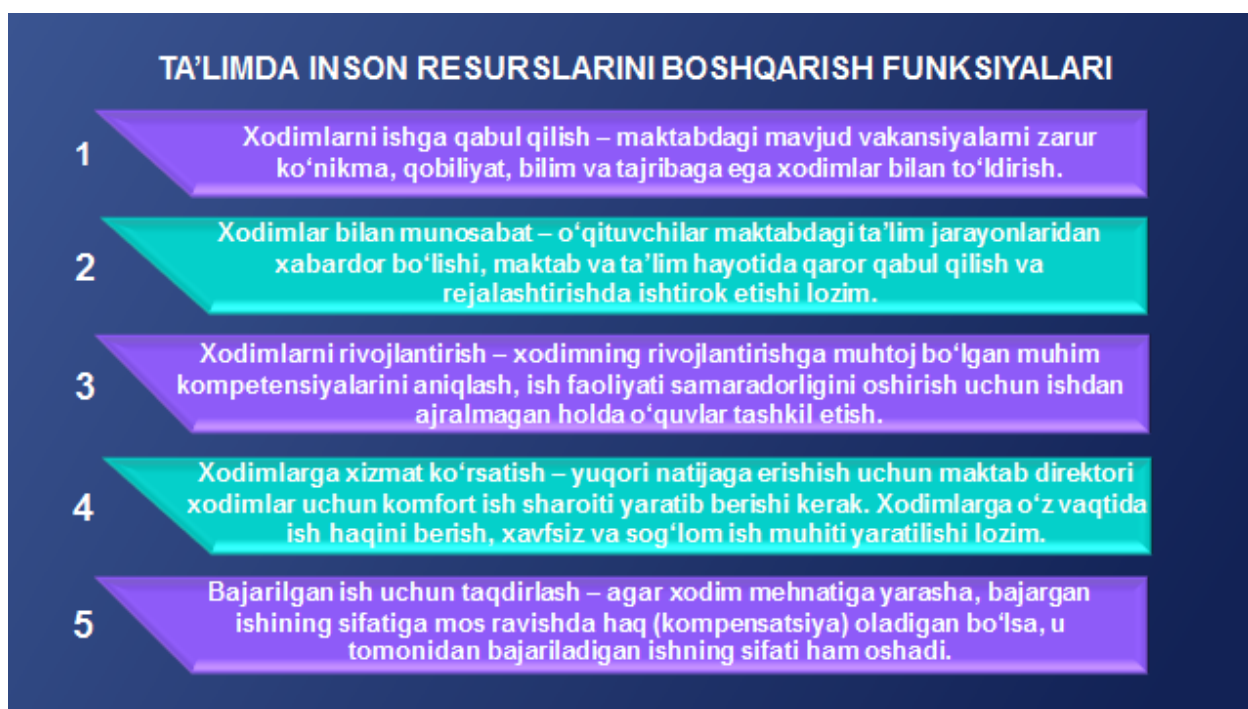 TA’LIMDA INSON RESURSLARINI BOSHQARISH FUNKSIYALARI
1
Xodimlarni ishga qabul qilish – maktabdagi mavjud vakansiyalarni zarur
ko‘nikma, qobiliyat, bilim va tajribaga ega xodimlar bilan to‘ldirish.
2
Xodimlar bilan munosabat – o‘qituvchilar maktabdagi ta’lim jarayonlaridan
xabardor bo‘lishi, maktab va ta’lim hayotida qaror qabul qilish va
rejalashtirishda ishtirok etishi lozim.
3
Xodimlarni rivojlantirish – xodimning rivojlantirishga muhtoj bo‘lgan muhim
kompetensiyalarini aniqlash, ish faoliyati samaradorligini oshirish uchun ishdan
ajralmagan holda o‘quvlar tashkil etish.
4
Xodimlarga xizmat ko‘rsatish – yuqori natijaga erishish uchun maktab direktori
xodimlar uchun komfort ish sharoiti yaratib berishi kerak. Xodimlarga o‘z vaqtida
ish haqini berish, xavfsiz va sog‘lom ish muhiti yaratilishi lozim.
5
Bajarilgan ish uchun taqdirlash – agar xodim mehnatiga yarasha, bajargan
ishining sifatiga mos ravishda haq (kompensatsiya) oladigan bo‘lsa, u
tomonidan bajariladigan ishning sifati ham oshadi.